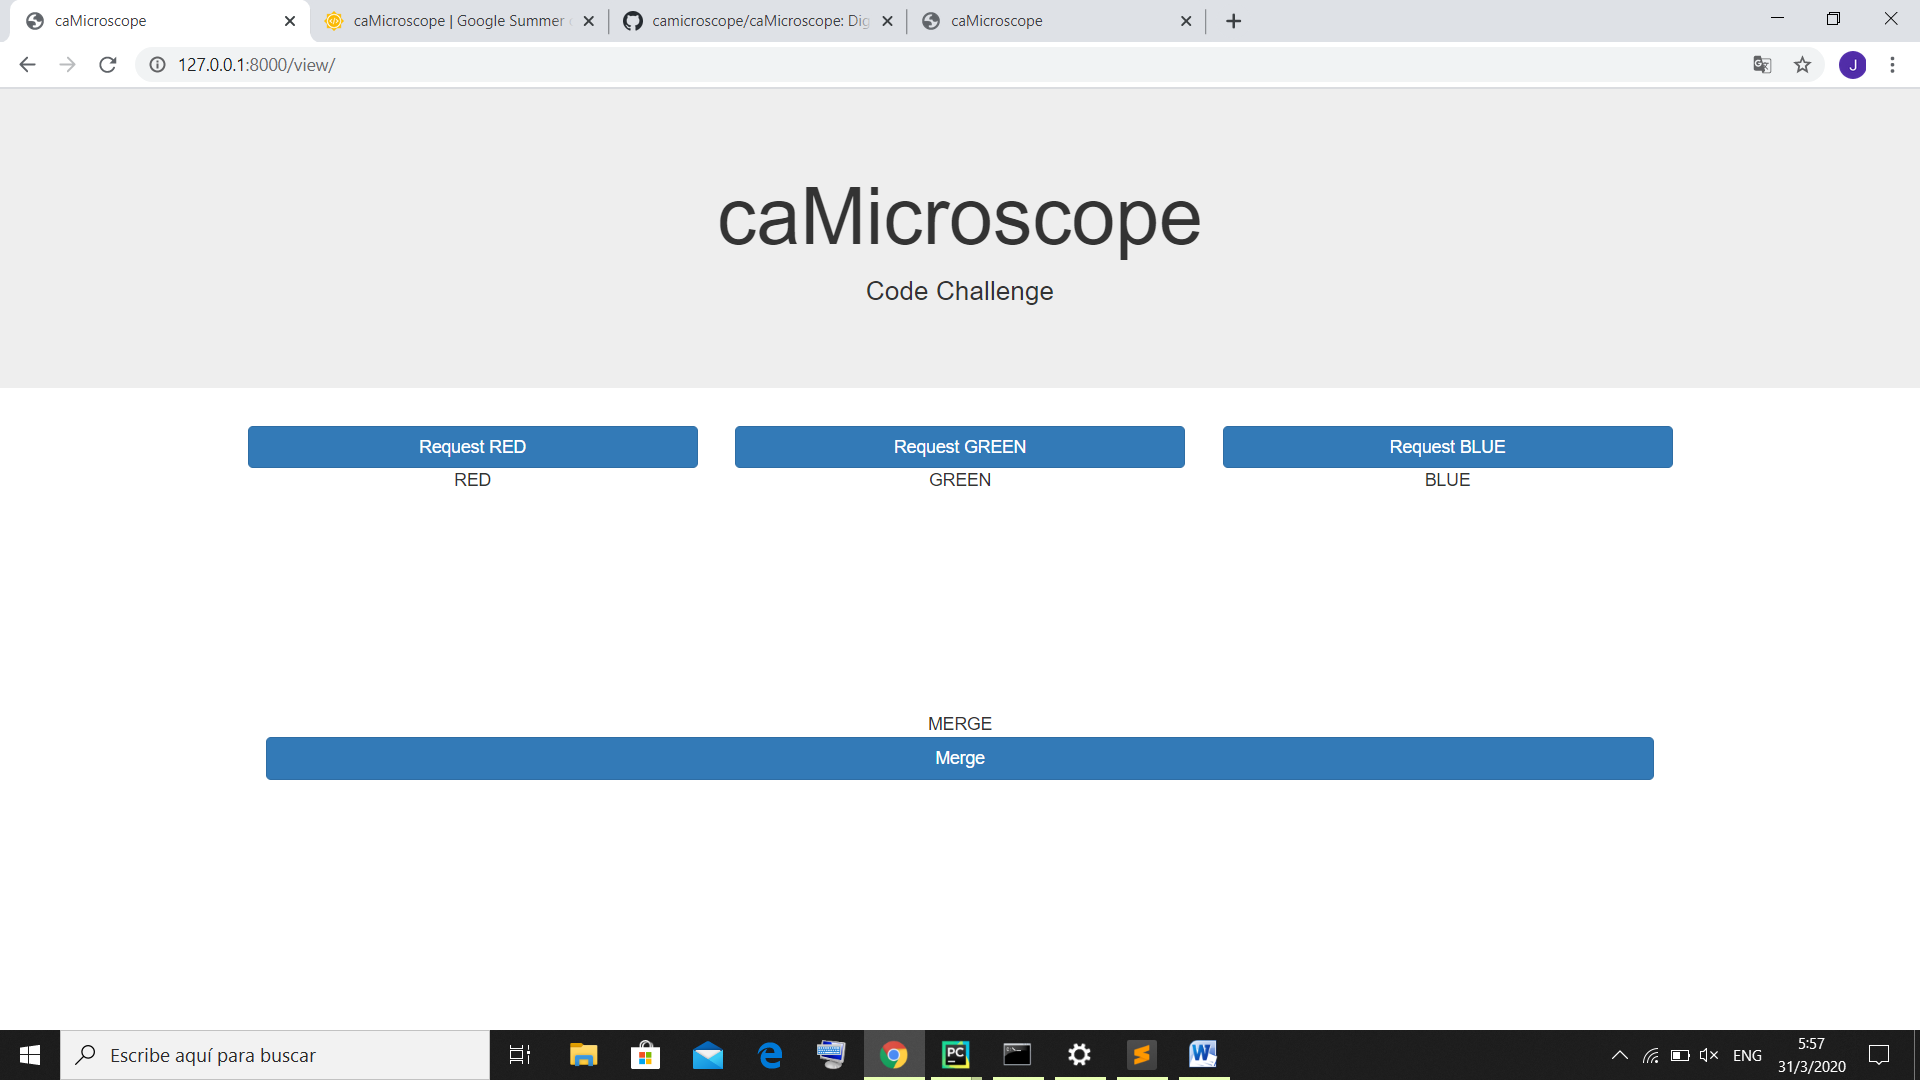 caMicroscope
caMicroscope | Google Summer
camicroscope/caMicroscope: Dig
caMicroscope
127.0.0.1:8000/view/
J
caMicroscope
Code Challenge
Request RED
Request GREEN
Request BLUE
RED
GREEN
BLUE
MERGE
Merge
Escribe aquí para buscar
PC
ENG
5:57
31/3/2020